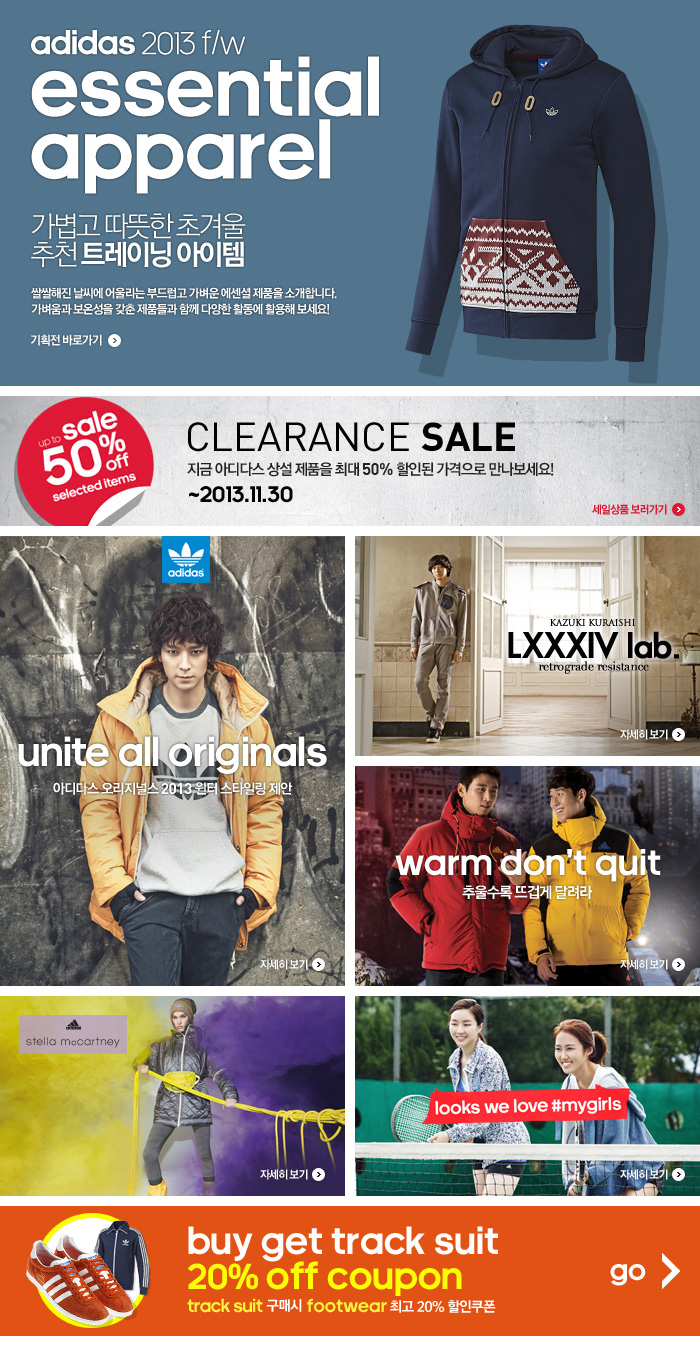 adidas 2013 f/w
essential
apparel
가볍고 따뜻한 초겨울
추천 트레이닝 아이템
쌀쌀해진 날씨에 어울리는 부드럽고 가벼운 에센셜 제품을 소개합니다.
가벼움과 보온성을 갖춘 제품들과 함께 다양한 활동에 활용해 보세요!
기획전 바로가기
up to sale
50% off
selected items
CLEARANCE SALE
지금 아디다스 상설 제품을 최대 50% 할인된 가격으로 만나보세요!
~2013.11.30
세일상품 보러가기
adidas
unite all originals
아디다스 오리지널스 2013 윈터 스타일링 제안
자세히 보기
KAZUKI KURAISHI
LXXXIV lab.
retrograde resistance
자세히 보기
warm don't quit
추울수록 뜨겁게 달려라
자세히 보기
stella mccartney
자세히 보기
looks we love #mygirls
자세히 보기
buy get track suit
20% off coupon
track suit 구매시 footwear 최고 20% 할인쿠폰
go